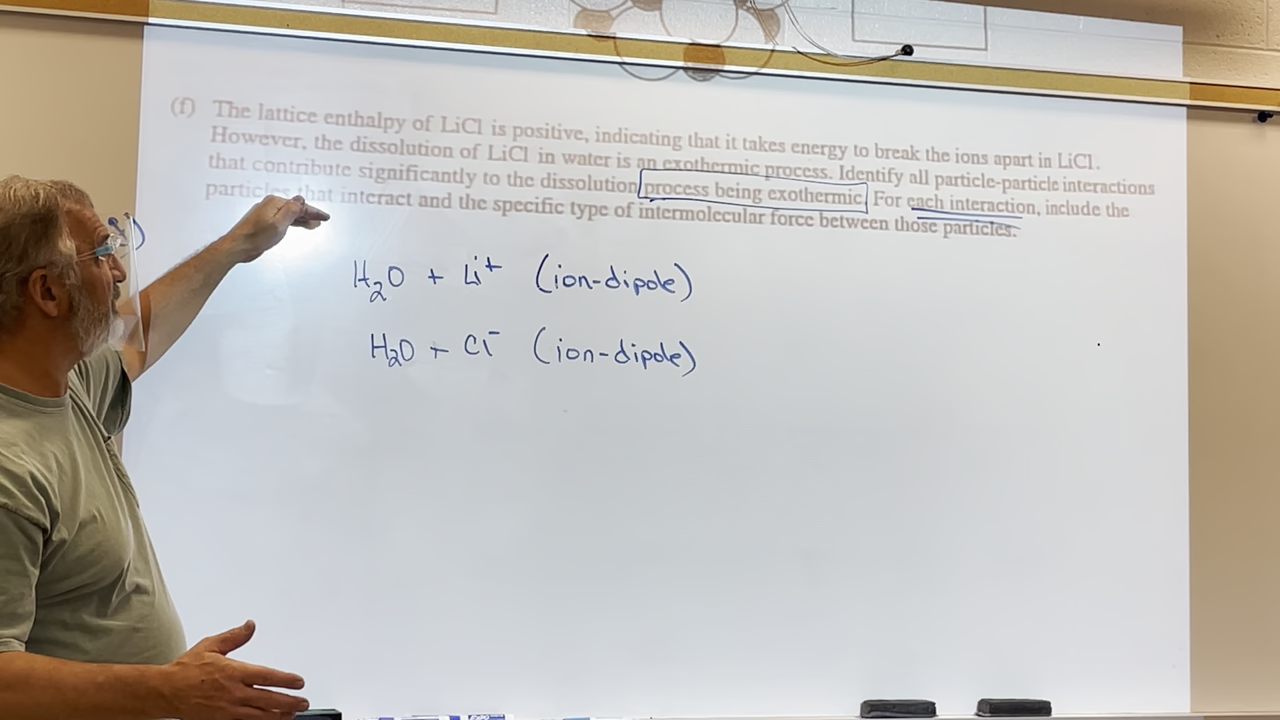 (f) The lattice enthalpy of LiCl is positive, indicating that it takes energy to break the ions apart in LiCl.
However, the dissolution of LiCl in water is an exothermic process. Identify all particle-particle interactions
that contribute significantly to the dissolution process being exothermic. For each interaction, include the
particles that interact and the specific type of intermolecular force between those particles.
H₂O + Li⁺ (ion-dipole)
H₂O + Cl⁻ (ion-dipole)